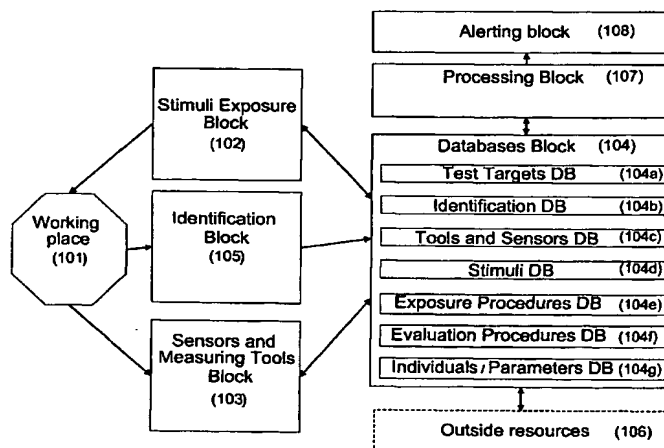 Alerting block (108)
Processing Block (107)
Stimuli Exposure
Block
(102)
Working
place
(101)
Identification
Block
(105)
Sensors and
Measuring Tools
Block
(103)
Databases Block (104)
Test Targets DB (104a)
Identification DB (104b)
Tools and Sensors DB (104c)
Stimuli DB (104d)
Exposure Procedures DB (104e)
Evaluation Procedures DB (104f)
Individuals / Parameters DB (104g)
Outside resources (106)